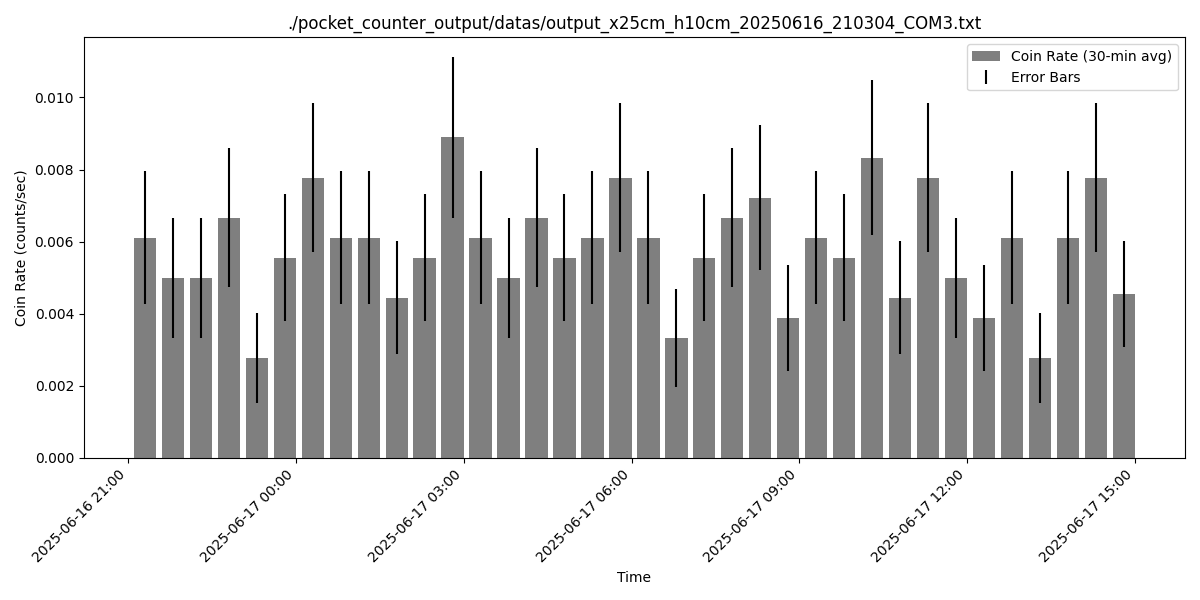 ./pocket_counter_output/datas/output_x25cm_h10cm_20250616_210304_COM3.txt
Coin Rate (30-min avg)
Error Bars
Coin Rate (counts/sec)
0.010
0.008
0.006
0.004
0.002
0.000
2025-06-16 21:00
2025-06-17 00:00
2025-06-17 03:00
2025-06-17 06:00
2025-06-17 09:00
2025-06-17 12:00
2025-06-17 15:00
Time